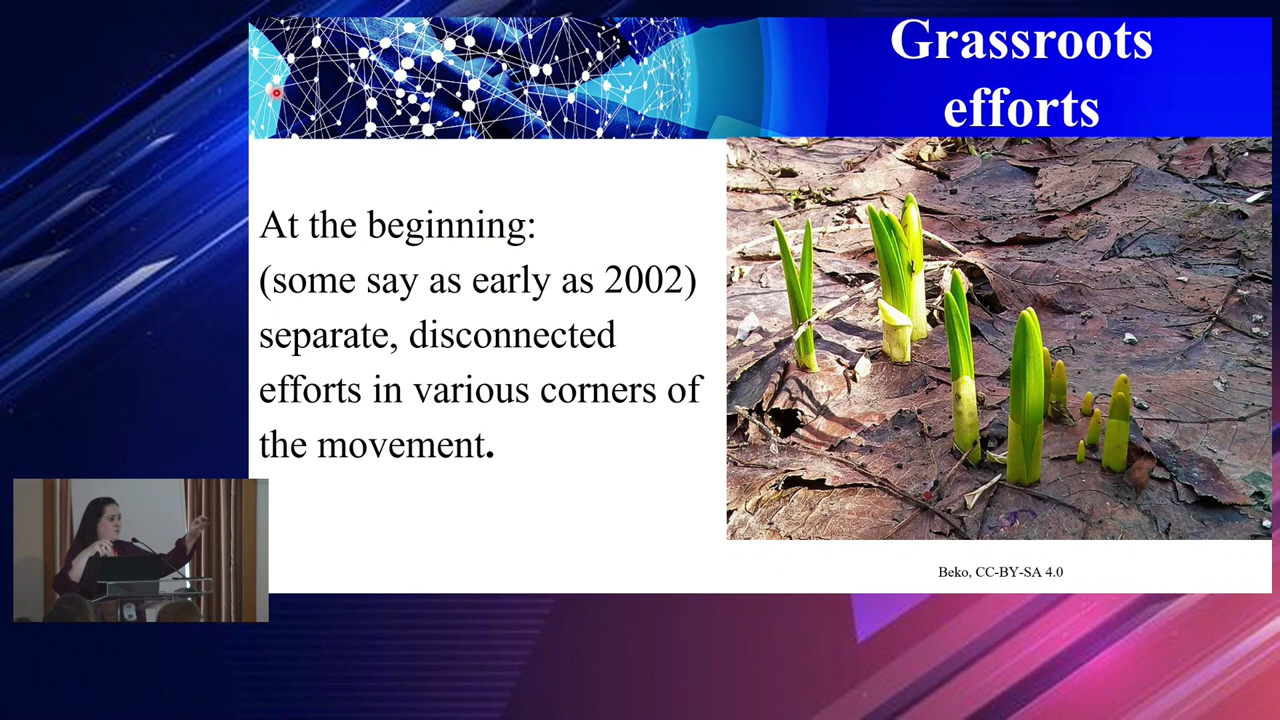 Grassroots
efforts
At the beginning:
(some say as early as 2002)
separate, disconnected
efforts in various corners of
the movement.
Beko, CC-BY-SA 4.0